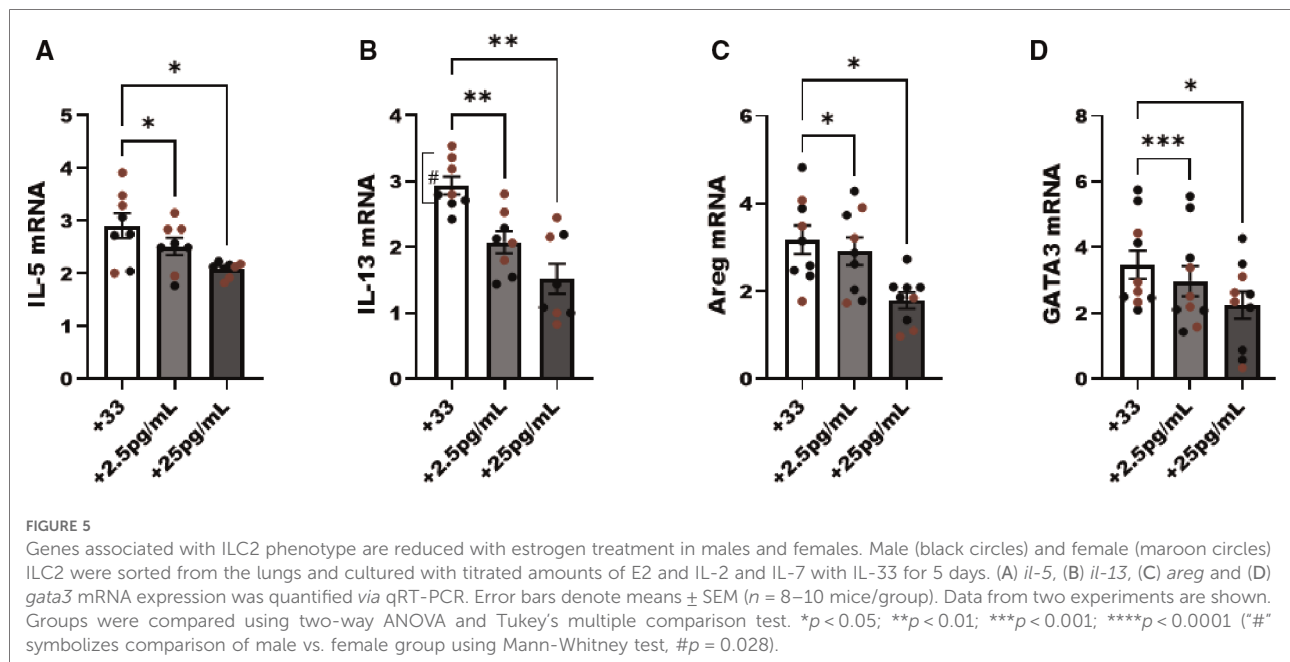 A
*
*
IL-5 mRNA
5
4
3
2
1
0
+33
+2.5pg/mL
+25pg/mL
B
**
**
#
IL-13 mRNA
4
3
2
1
0
+33
+2.5pg/mL
+25pg/mL
C
*
*
Areg mRNA
6
4
2
0
+33
+2.5pg/mL
+25pg/mL
D
*
***
GATA3 mRNA
8
6
4
2
0
+33
+2.5pg/mL
+25pg/mL
FIGURE 5
Genes associated with ILC2 phenotype are reduced with estrogen treatment in males and females. Male (black circles) and female (maroon circles)
ILC2 were sorted from the lungs and cultured with titrated amounts of E2 and IL-2 and IL-7 with IL-33 for 5 days. (A) il-5, (B) il-13, (C) areg and (D)
gata3 mRNA expression was quantified via qRT-PCR. Error bars denote means ± SEM (n = 8–10 mice/group). Data from two experiments are shown.
Groups were compared using two-way ANOVA and Tukey's multiple comparison test. *p < 0.05; **p < 0.01; ***p < 0.001; ****p < 0.0001 ("#"
symbolizes comparison of male vs. female group using Mann-Whitney test, #p = 0.028).